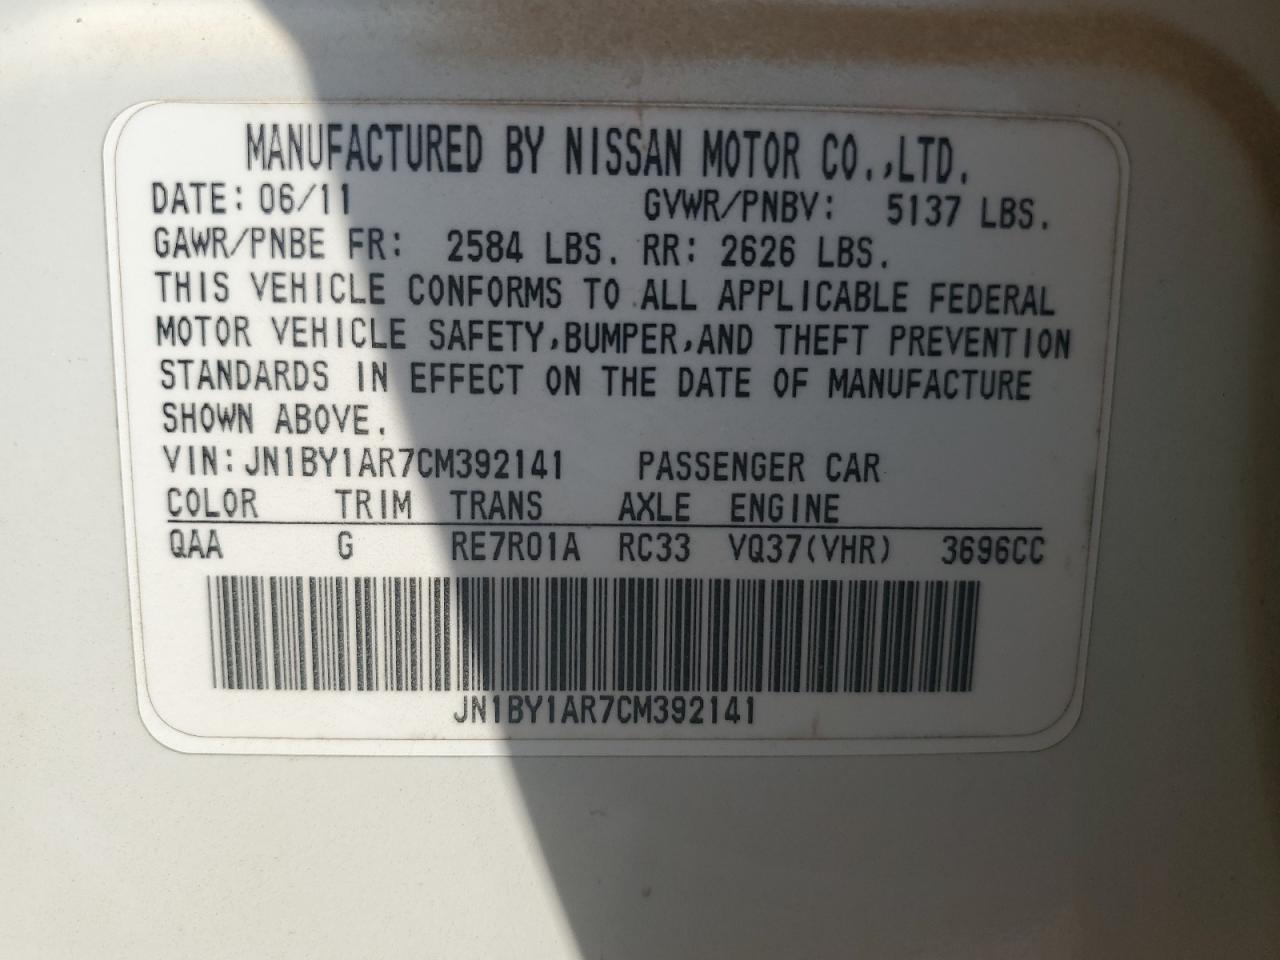 MANUFACTURED BY NISSAN MOTOR CO.,LTD.
DATE: 06/11 GVWR/PNBV: 5137 LBS.
GAWR/PNBE FR: 2584 LBS. RR: 2626 LBS.
THIS VEHICLE CONFORMS TO ALL APPLICABLE FEDERAL
MOTOR VEHICLE SAFETY,BUMPER,AND THEFT PREVENTION
STANDARDS IN EFFECT ON THE DATE OF MANUFACTURE
SHOWN ABOVE.
VIN: JN1BY1AR7CM392141 PASSENGER CAR
COLOR TRIM TRANS AXLE ENGINE
QAA G RE7R01A RC33 VQ37(VHR) 3696CC
JN1BY1AR7CM392141